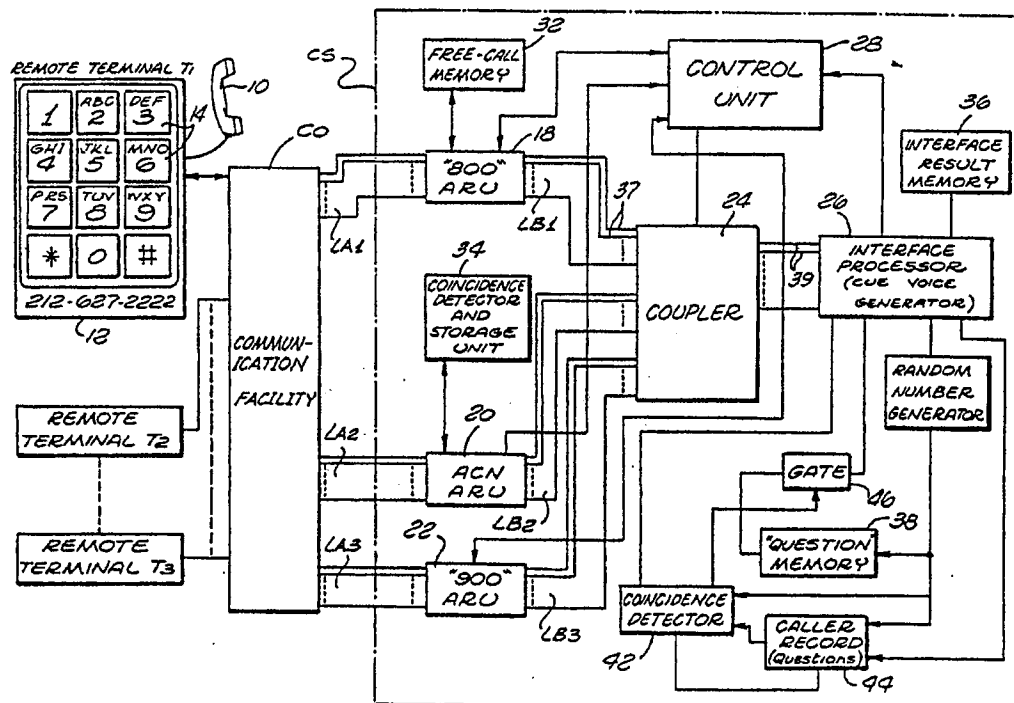 REMOTE TERMINAL T1
10
14
1
ABC
2
DEF
3
GHI
4
JKL
5
MNO
6
PRS
7
TUV
8
WXY
9
*
0
#
212-627-2222
12
REMOTE
TERMINAL T2
REMOTE
TERMINAL T3
CO
COMMUN-
ICATION
FACILITY
CS
FREE-CALL
MEMORY
32
"800"
ARU
18
LA1
LB1
COINCIDENCE
DETECTOR
AND
STORAGE
UNIT
34
LA2
ACN
ARU
20
LB2
LA3
"900"
ARU
22
LB3
CONTROL
UNIT
28
37
COUPLER
24
39
INTERFACE
RESULT
MEMORY
36
INTERFACE
PROCESSOR
(CUE VOICE
GENERATOR)
26
RANDOM
NUMBER
GENERATOR
GATE
46
"QUESTION"
MEMORY
38
COINCIDENCE
DETECTOR
42
CALLER
RECORD
(Questions)
44